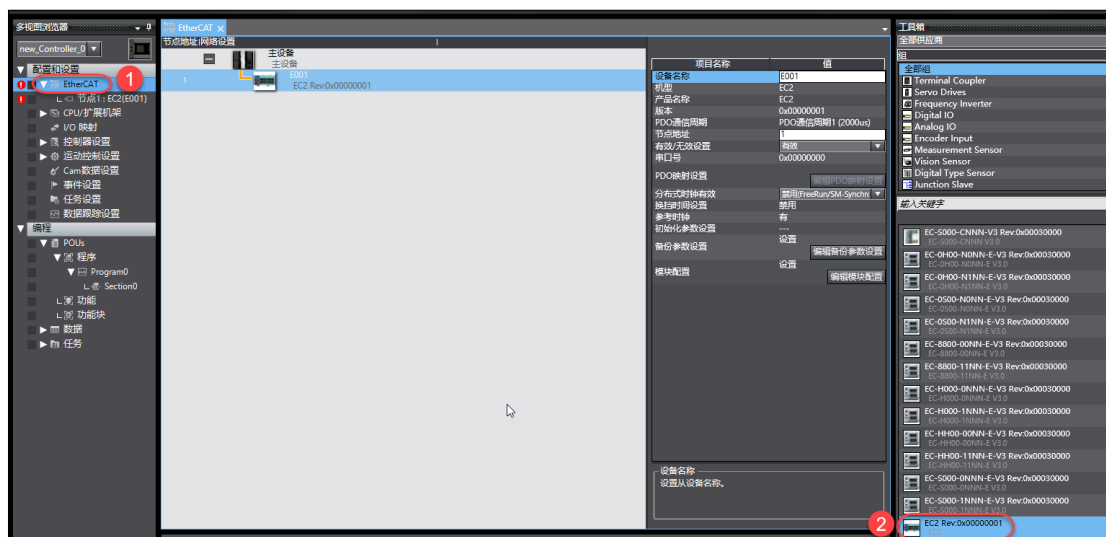 多视图浏览器
new_Controller_0
配置和设置
EtherCAT
1
节点1 : EC2(E001)
CPU/扩展机架
I/O 映射
控制器设置
运动控制设置
Cam数据设置
事件设置
任务设置
数据跟踪设置
编程
POUs
程序
Program0
Section0
功能
功能块
数据
任务
EtherCAT
节点地址|网络设置
主设备
主设备
1
E001
EC2 Rev:0x00000001
项目名称 值
设备名称 E001
机型 EC2
产品名称 EC2
版本 0x00000001
PDO通信周期 PDO通信周期1 (2000us)
节点地址 1
有效/无效设置 有效
串口号 0x00000000
PDO映射设置 编辑PDO映射设置
分布式时钟有效 禁用(FreeRun/SM-Synchn
换挡时间设置 禁用
参考时钟 有
初始化参数设置 ---
备份参数设置 设置
编辑备份参数设置
模块配置 设置
编辑模块配置
设备名称
设置从设备名称。
工具箱
全部供应商
组
全部组
Terminal Coupler
Servo Drives
Frequency Inverter
Digital IO
Analog IO
Encoder Input
Measurement Sensor
Vision Sensor
Digital Type Sensor
Junction Slave
输入关键字
EC-S000-CNNN-V3 Rev:0x00030000
EC-S000-CNNN V3.0
EC-0H00-N0NN-E-V3 Rev:0x00030000
EC-0H00-N0NN-E V3.0
EC-0H00-N1NN-E-V3 Rev:0x00030000
EC-0H00-N1NN-E V3.0
EC-0S00-N0NN-E-V3 Rev:0x00030000
EC-0S00-N0NN-E V3.0
EC-0S00-N1NN-E-V3 Rev:0x00030000
EC-0S00-N1NN-E V3.0
EC-8800-00NN-E-V3 Rev:0x00030000
EC-8800-00NN-E V3.0
EC-8800-11NN-E-V3 Rev:0x00030000
EC-8800-11NN-E V3.0
EC-H000-0NNN-E-V3 Rev:0x00030000
EC-H000-0NNN-E V3.0
EC-H000-1NNN-E-V3 Rev:0x00030000
EC-H000-1NNN-E V3.0
EC-HH00-00NN-E-V3 Rev:0x00030000
EC-HH00-00NN-E V3.0
EC-HH00-11NN-E-V3 Rev:0x00030000
EC-HH00-11NN-E V3.0
EC-S000-0NNN-E-V3 Rev:0x00030000
EC-S000-0NNN-E V3.0
EC-S000-1NNN-E-V3 Rev:0x00030000
EC-S000-1NNN-E V3.0
2
EC2 Rev:0x00000001
EC2